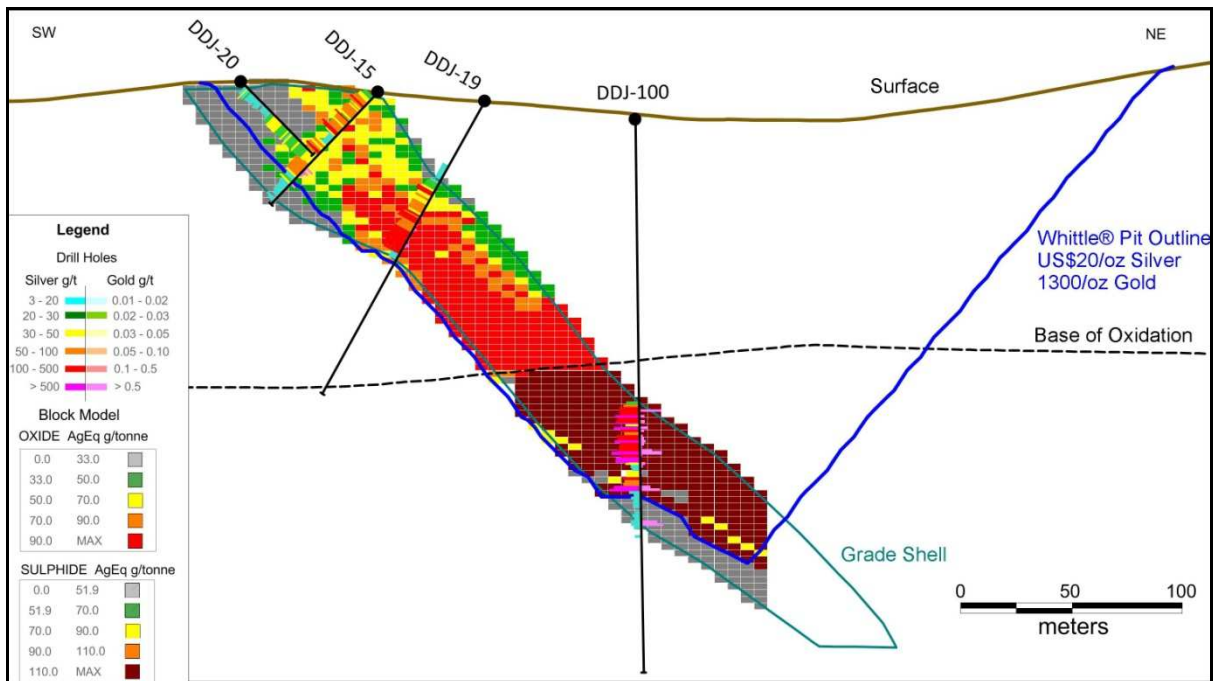 SW
NE
DDJ-20
DDJ-15
DDJ-19
DDJ-100
Surface
Whittle® Pit Outline
US$20/oz Silver
1300/oz Gold
Base of Oxidation
Grade Shell
0 50 100
meters
Legend
Drill Holes
Silver g/t Gold g/t
3 - 20 0.01 - 0.02
20 - 30 0.02 - 0.03
30 - 50 0.03 - 0.05
50 - 100 0.05 - 0.10
100 - 500 0.1 - 0.5
> 500 > 0.5
Block Model
OXIDE AgEq g/tonne
0.0 33.0
33.0 50.0
50.0 70.0
70.0 90.0
90.0 MAX
SULPHIDE AgEq g/tonne
0.0 51.9
51.9 70.0
70.0 90.0
90.0 110.0
110.0 MAX